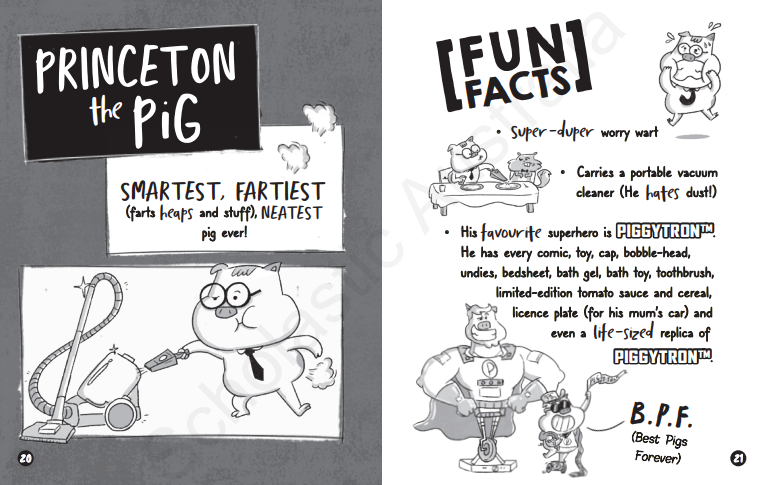 PRINCETON
the PiG
SMARTEST, FARTIEST
(farts heaps and stuff), NEATEST
pig ever!
20
[FUN
FACTS]
• Super-duper worry wart
• Carries a portable vacuum
cleaner (He hates dust!)
• His favourite superhero is PIGGYTRON™.
He has every comic, toy, cap, bobble-head,
undies, bedsheet, bath gel, bath toy, toothbrush,
limited-edition tomato sauce and cereal,
licence plate (for his mum's car) and
even a life-sized replica of
PIGGYTRON™.
P
B.P.F.
(Best Pigs
Forever)
21
Scholastic Australia